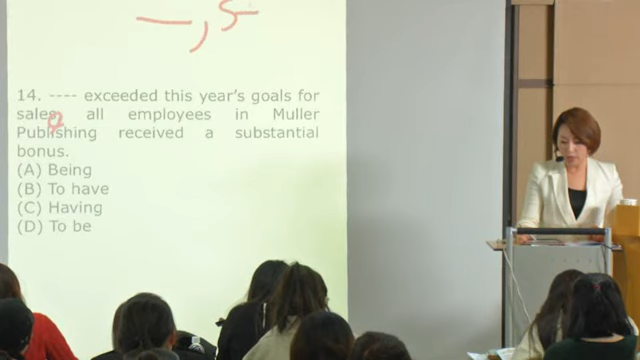 —, S
14. ---- exceeded this year's goals for
sales, all employees in Muller
Publishing received a substantial
bonus.
(A) Being
(B) To have
(C) Having
(D) To be